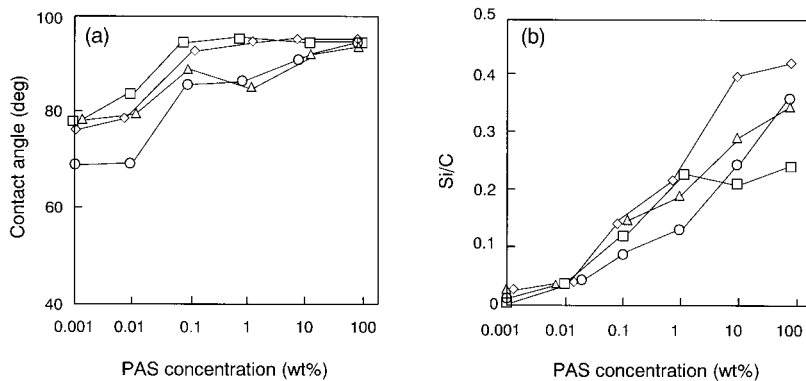 (a)
100
80
60
40
Contact angle (deg)
0.001 0.01 0.1 1 10 100
PAS concentration (wt%)
(b)
0.5
0.4
0.3
0.2
0.1
0
Si/C
0.001 0.01 0.1 1 10 100
PAS concentration (wt%)